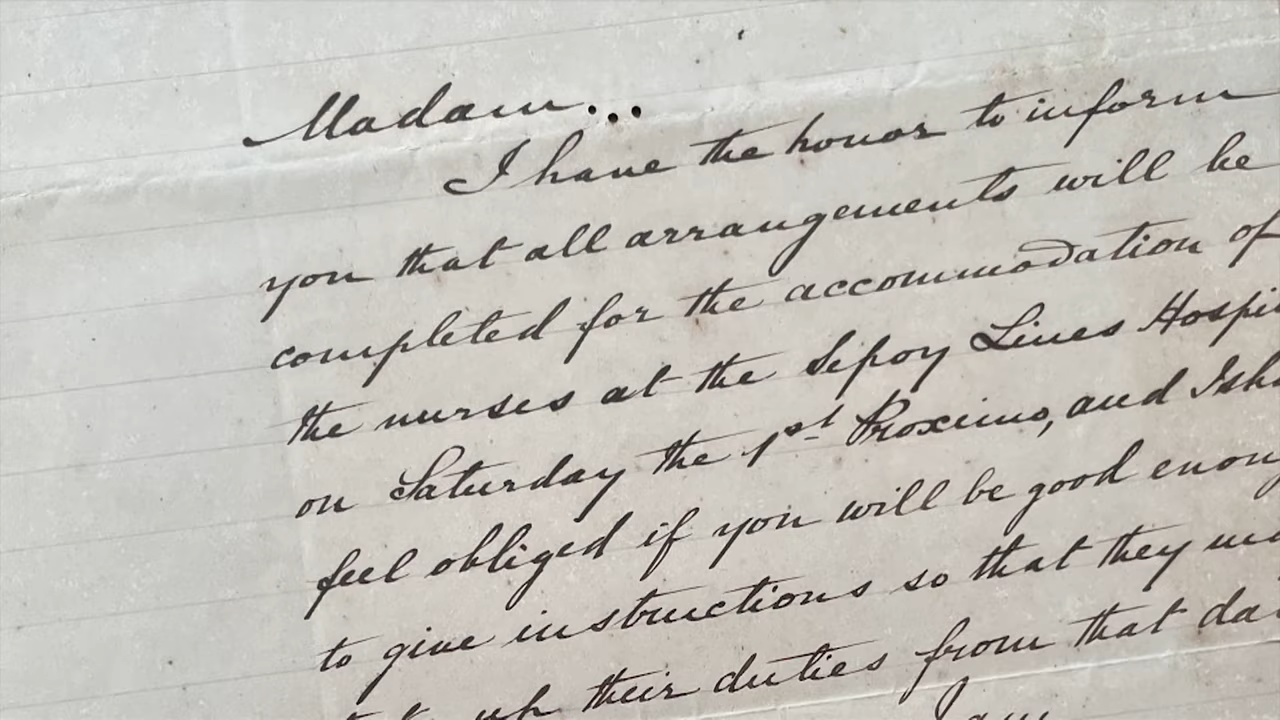 Madam...
I have the honor to inform
you that all arrangements will be
completed for the accommodation of
the nurses at the Sepoy Lines Hospi
on Saturday the 1st Proximo, and I sh
feel obliged if you will be good enoug
to give instructions so that they
up their duties from that da
I am